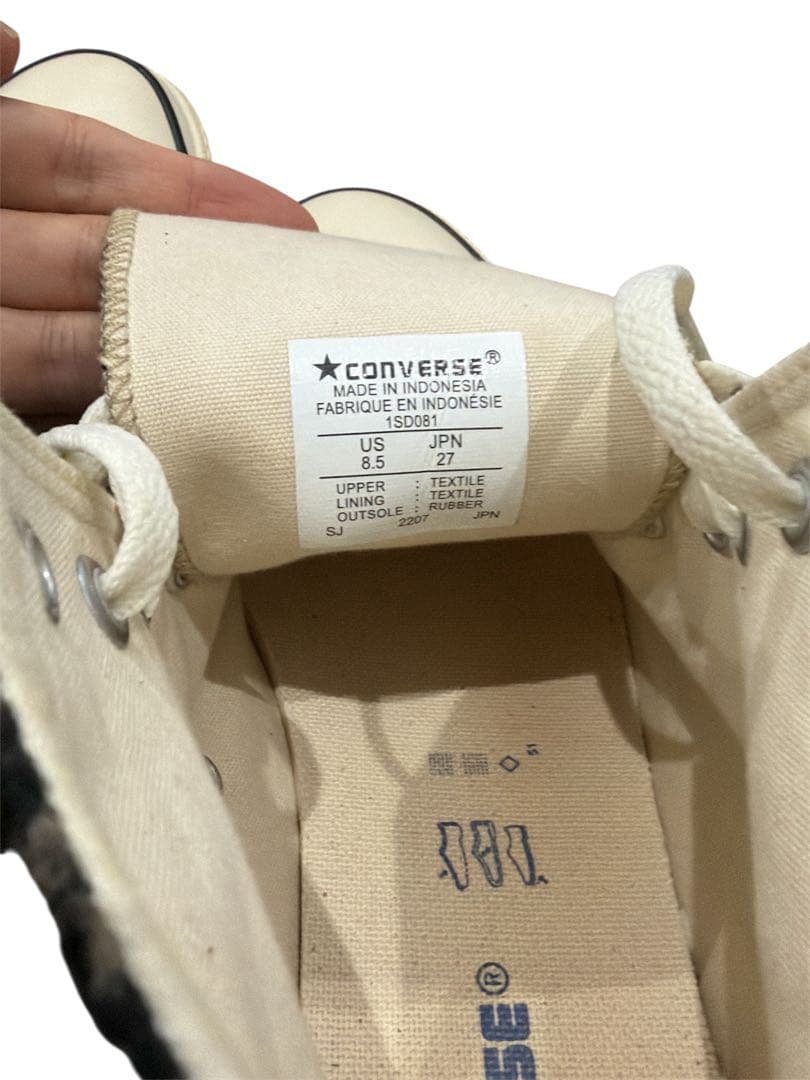 ★CONVERSE®
MADE IN INDONESIA
FABRIQUE EN INDONÉSIE
1SD081
US JPN
8.5 27
UPPER : TEXTILE
LINING : TEXTILE
OUTSOLE : RUBBER
SJ 2207 JPN
SE®